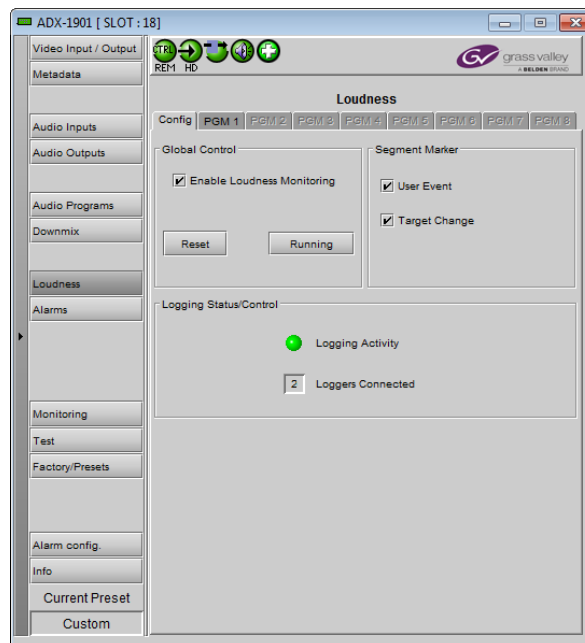 ADX-1901 [ SLOT : 18]
Video Input / Output
Metadata
Audio Inputs
Audio Outputs
Audio Programs
Downmix
Loudness
Alarms
Monitoring
Test
Factory/Presets
Alarm config.
Info
Current Preset
Custom
CTRL
REM HD
GV grass valley
A BELDEN BRAND
Loudness
Config PGM 1 PGM 2 PGM 3 PGM 4 PGM 5 PGM 6 PGM 7 PGM 8
Global Control
Enable Loudness Monitoring
Reset Running
Segment Marker
User Event
Target Change
Logging Status/Control
Logging Activity
2 Loggers Connected